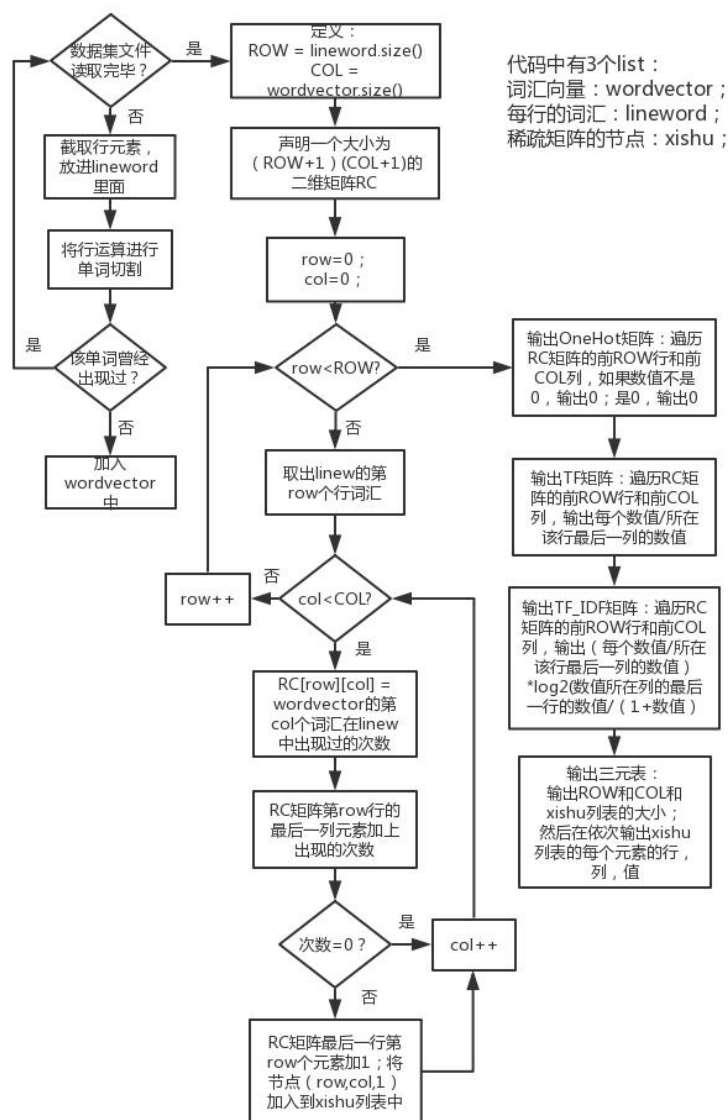 数据集文件
读取完毕？
是
否
截取行元素，
放进lineword
里面
将行运算进行
单词切割
该单词曾经
出现过？
是
否
加入
wordvector
中
定义：
ROW = lineword.size()
COL =
wordvector.size()
声明一个大小为
（ROW+1）(COL+1)的
二维矩阵RC
row=0；
col=0；
row<ROW?
是
否
取出linew的第
row个行词汇
col<COL?
否
row++
是
RC[row][col] =
wordvector的第
col个词汇在linew
中出现过的次数
RC矩阵第row行的
最后一列元素加上
出现的次数
次数=0？
是
col++
否
RC矩阵最后一行第
row个元素加1；将
节点（row,col,1）
加入到xishu列表中
代码中有3个list：
词汇向量：wordvector；
每行的词汇：lineword；
稀疏矩阵的节点：xishu；
输出OneHot矩阵：遍历
RC矩阵的前ROW行和前
COL列，如果数值不是
0，输出0；是0，输出0
输出TF矩阵：遍历RC矩
阵的前ROW行和前COL
列，输出每个数值/所在
该行最后一列的数值
输出TF_IDF矩阵：遍历RC
矩阵的前ROW行和前COL
列，输出（每个数值/所在
该行最后一列的数值）
*log2(数值所在列的最后
一行的数值/（1+数值）
输出三元表：
输出ROW和COL和
xishu列表的大小；
然后在依次输出xishu
列表的每个元素的行，
列，值